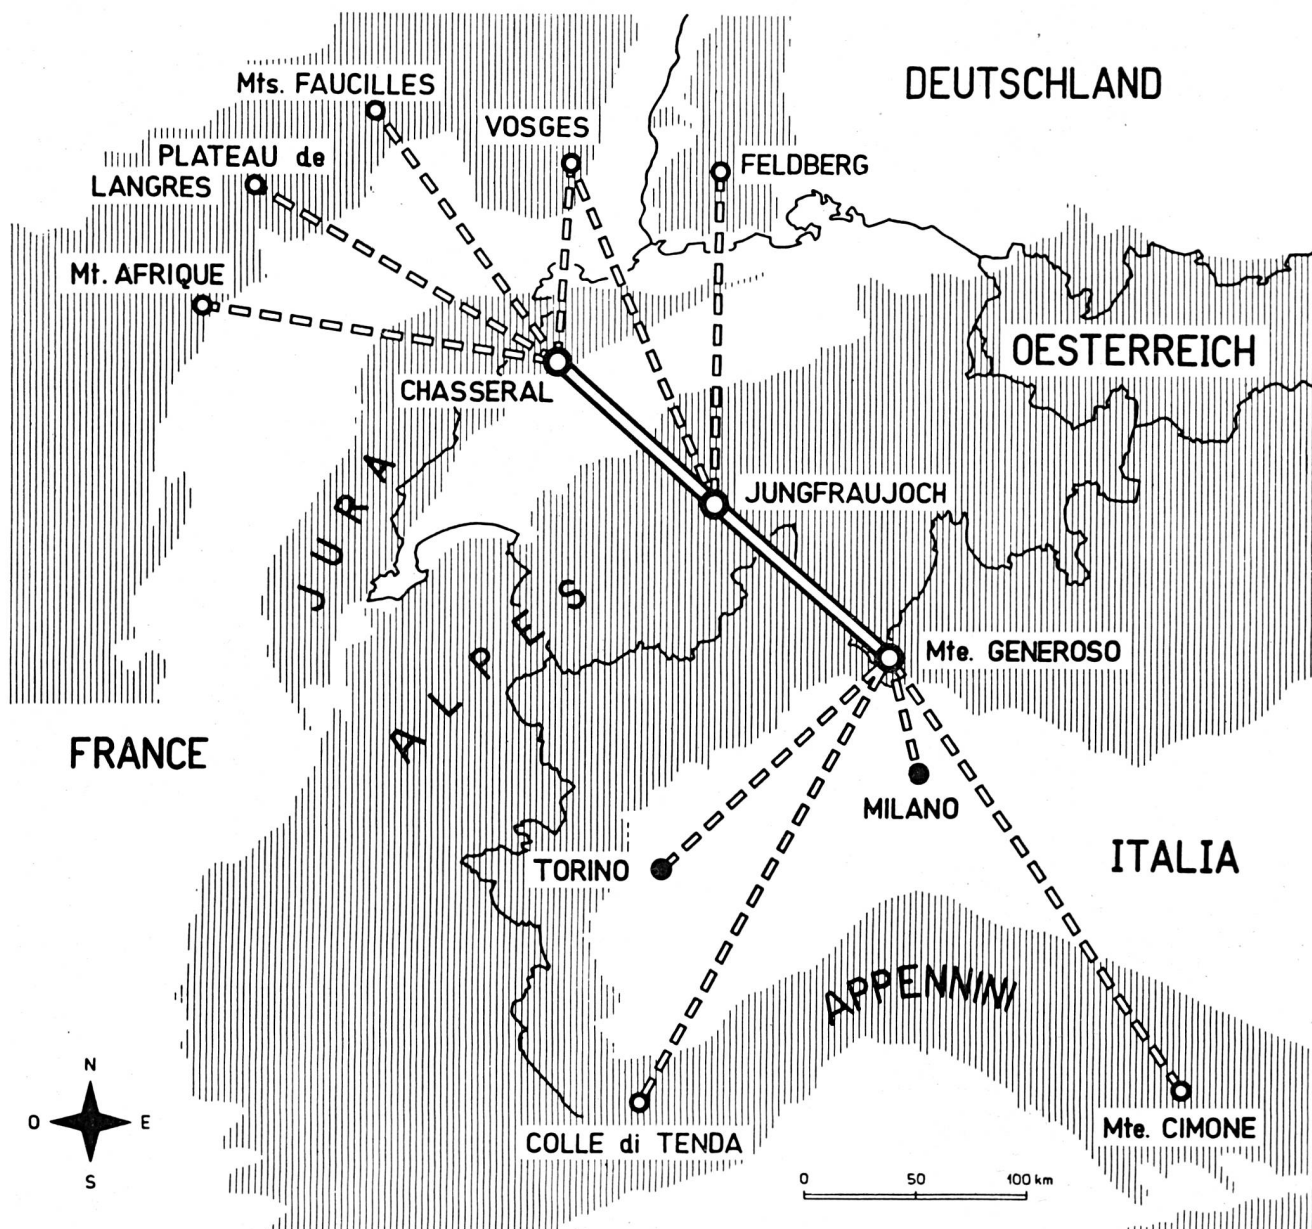 DEUTSCHLAND
Mts. FAUCILLES
VOSGES
FELDBERG
PLATEAU de
LANGRES
Mt. AFRIQUE
OESTERREICH
CHASSERAL
JURA
JUNGFRAUJOCH
ALPES
Mte. GENEROSO
FRANCE
MILANO
TORINO
ITALIA
APPENNINI
N
O E
S
COLLE di TENDA
Mte. CIMONE
0 50 100 km